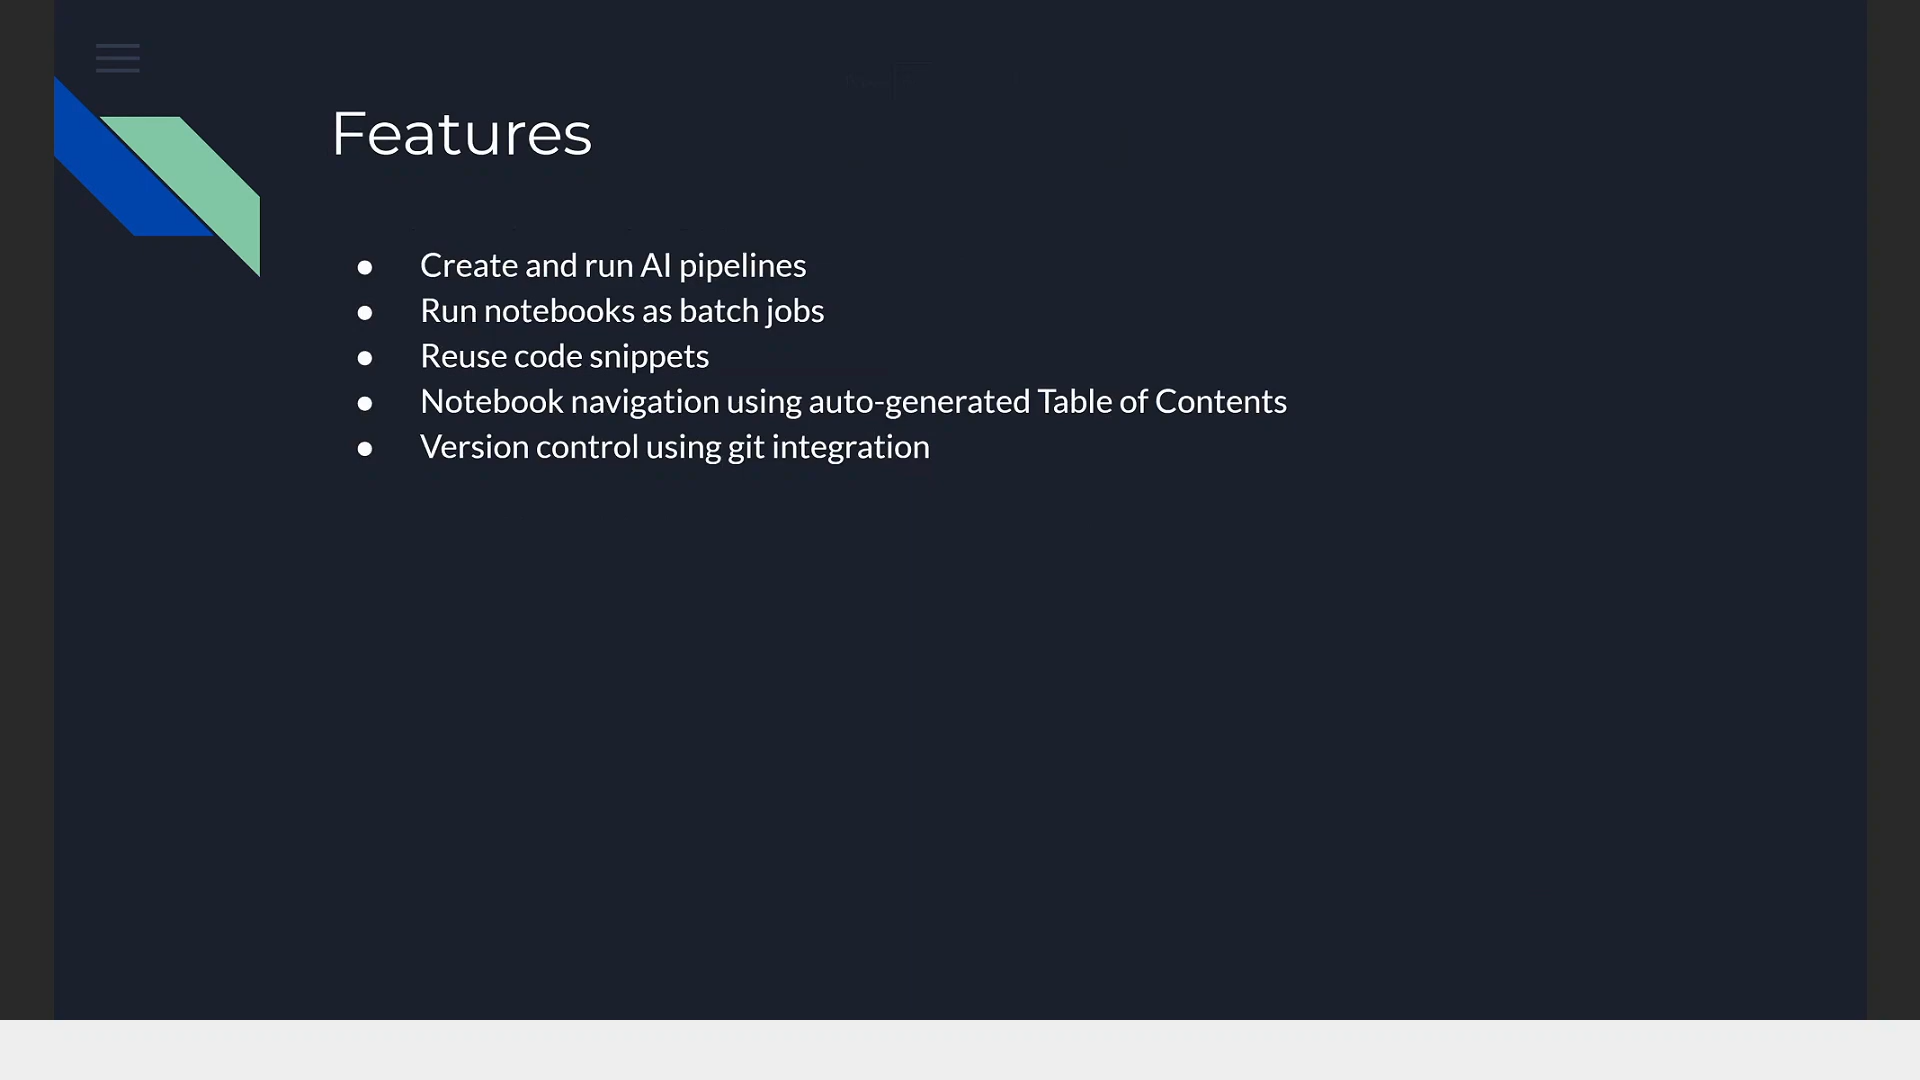 Features
● Create and run AI pipelines
● Run notebooks as batch jobs
● Reuse code snippets
● Notebook navigation using auto-generated Table of Contents
● Version control using git integration